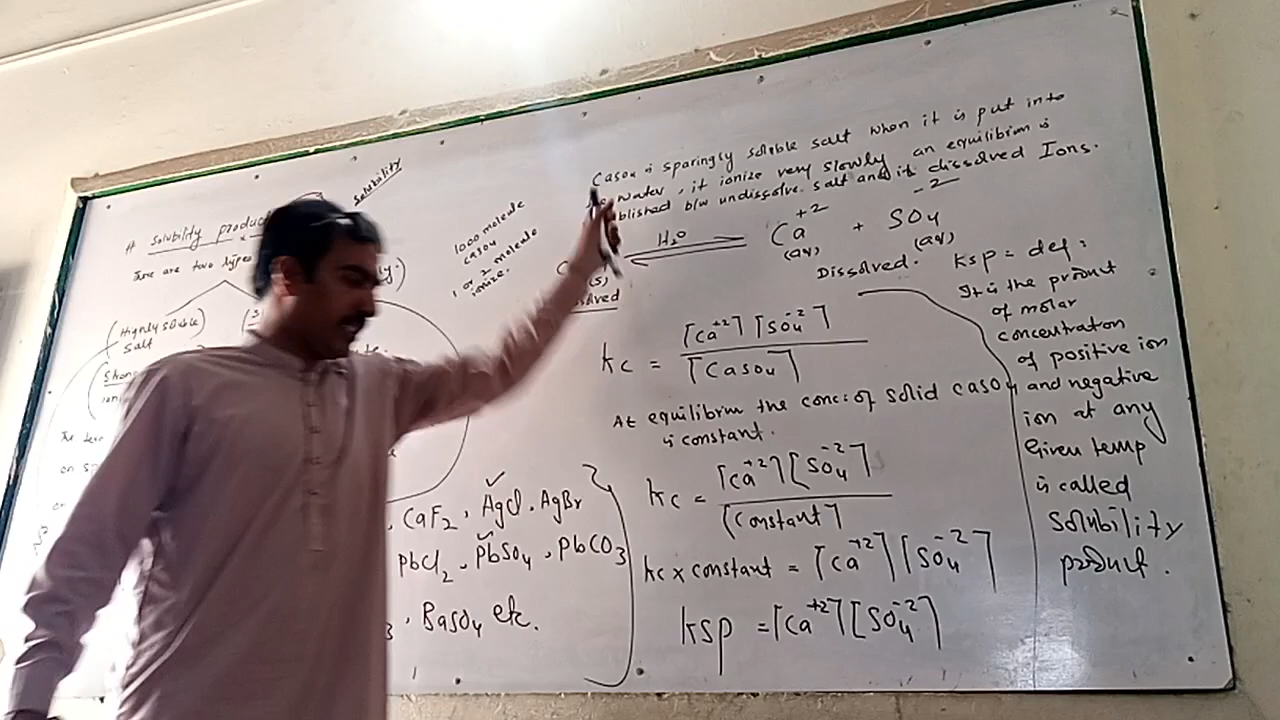 # Solubility product
Solubility
There are two types
(Highly soluble
salt
on
1000 molecule
CaSO4
1 or 2 molecule
ionize.
, CaF2, AgCl, AgBr
PbCl2, PbSO4, PbCO3
, BaSO4 etc.
CaSO4 is sparingly soluble salt when it is put into
water, it ionize very slowly an equilibrim is
blished b/w undissolve salt and it dissolved Ions.
H2O
Ca+2 (aq) + SO4-2 (aq)
(s)
Dissolved.
Kc = [Ca+2][SO4-2] / [CaSO4]
At equilibrm the conc: of solid CaSO4
is constant.
Kc = [Ca+2][SO4-2] / [Constant]
Kc x constant = [Ca+2][SO4-2]
Ksp = [Ca+2][SO4-2]
Ksp = def:
It is the product
of molar
concentration
of positive ion
and negative
ion at any
Given temp
is called
Solubility
product.